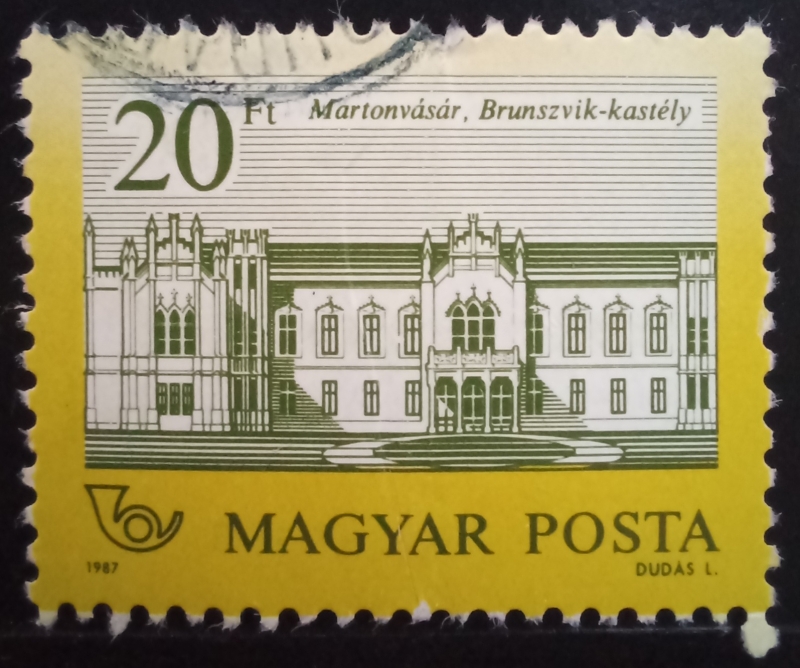 20 Ft Martonvásár, Brunszvik-kastély
MAGYAR POSTA
1987 DUDÁS L.